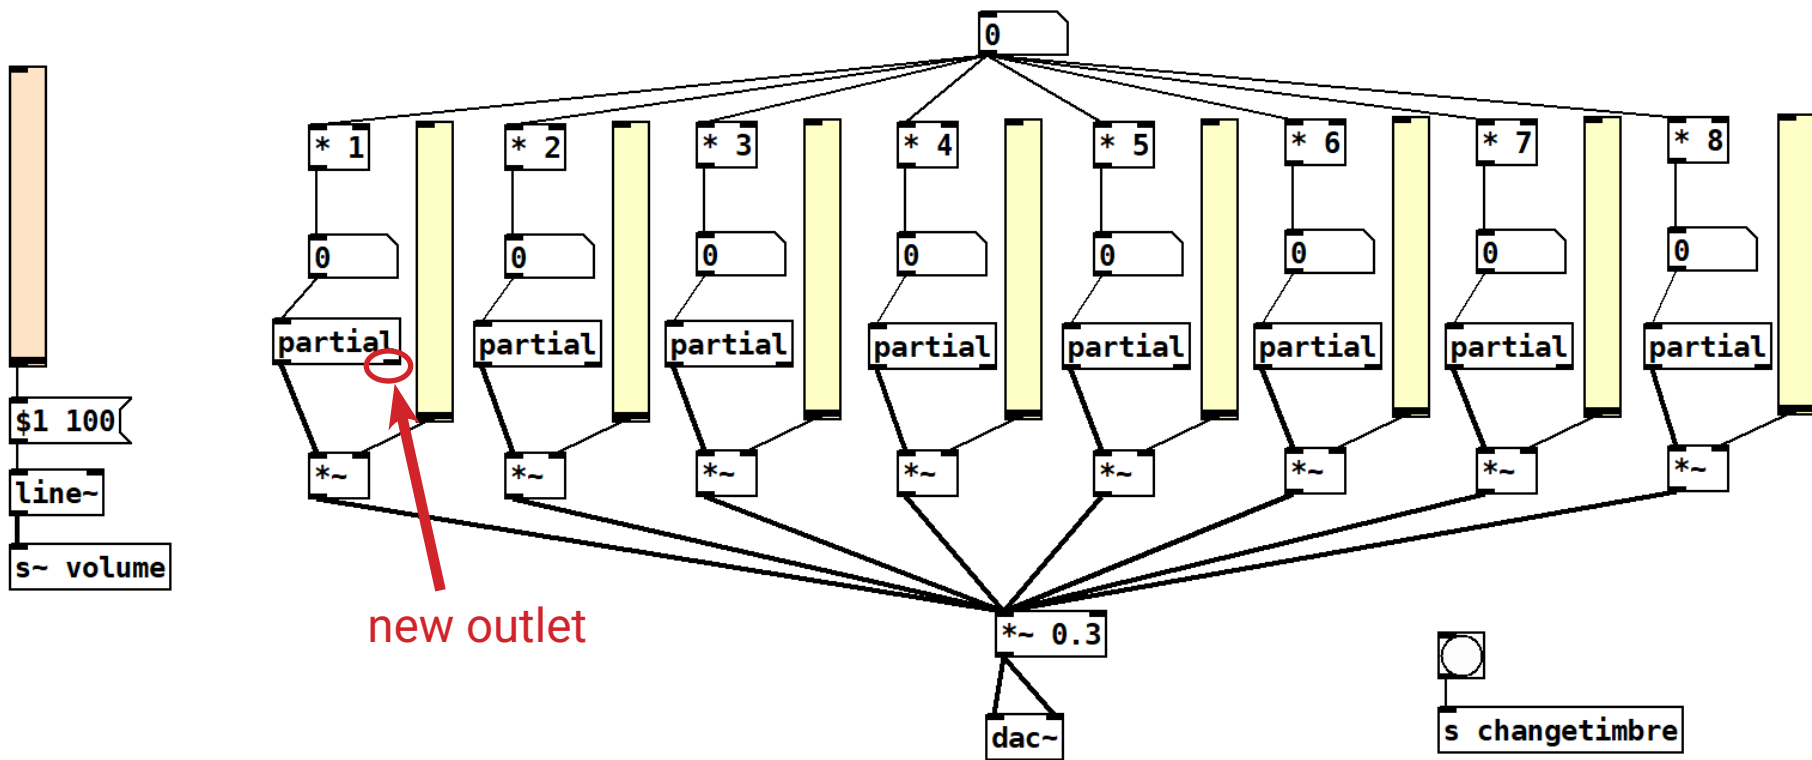 0
* 1
* 2
* 3
* 4
* 5
* 6
* 7
* 8
0
0
0
0
0
0
0
0
partial
partial
partial
partial
partial
partial
partial
partial
$1 100
*~
*~
*~
*~
*~
*~
*~
*~
line~
s~ volume
new outlet
*~ 0.3
dac~
s changetimbre